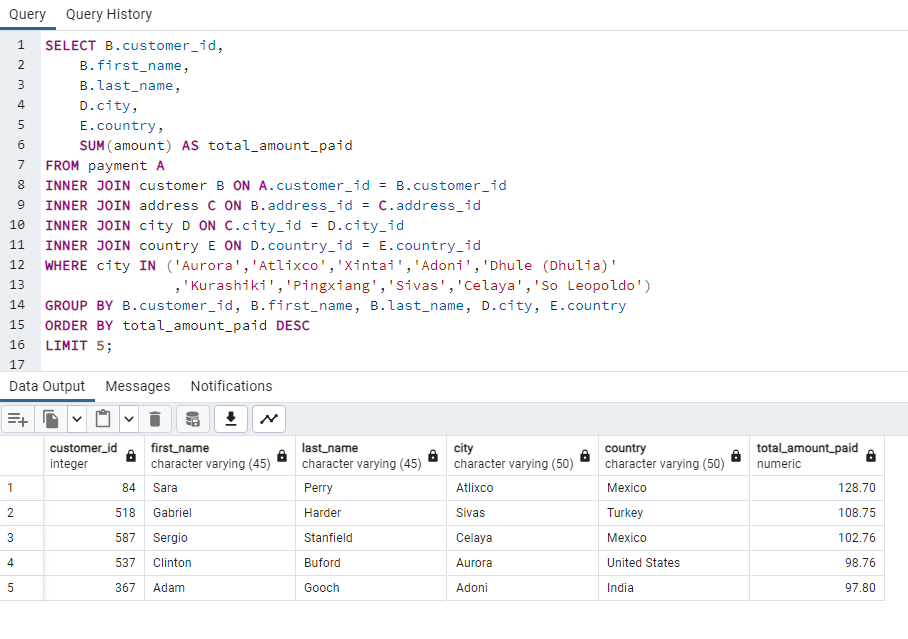 Query Query History
1 SELECT B.customer_id,
2 B.first_name,
3 B.last_name,
4 D.city,
5 E.country,
6 SUM(amount) AS total_amount_paid
7 FROM payment A
8 INNER JOIN customer B ON A.customer_id = B.customer_id
9 INNER JOIN address C ON B.address_id = C.address_id
10 INNER JOIN city D ON C.city_id = D.city_id
11 INNER JOIN country E ON D.country_id = E.country_id
12 WHERE city IN ('Aurora','Atlixco','Xintai','Adoni','Dhule (Dhulia)'
13 ,'Kurashiki','Pingxiang','Sivas','Celaya','So Leopoldo')
14 GROUP BY B.customer_id, B.first_name, B.last_name, D.city, E.country
15 ORDER BY total_amount_paid DESC
16 LIMIT 5;
17
Data Output Messages Notifications
customer_id first_name last_name city country total_amount_paid
integer character varying (45) character varying (45) character varying (50) character varying (50) numeric
1 84 Sara Perry Atlixco Mexico 128.70
2 518 Gabriel Harder Sivas Turkey 108.75
3 587 Sergio Stanfield Celaya Mexico 102.76
4 537 Clinton Buford Aurora United States 98.76
5 367 Adam Gooch Adoni India 97.80